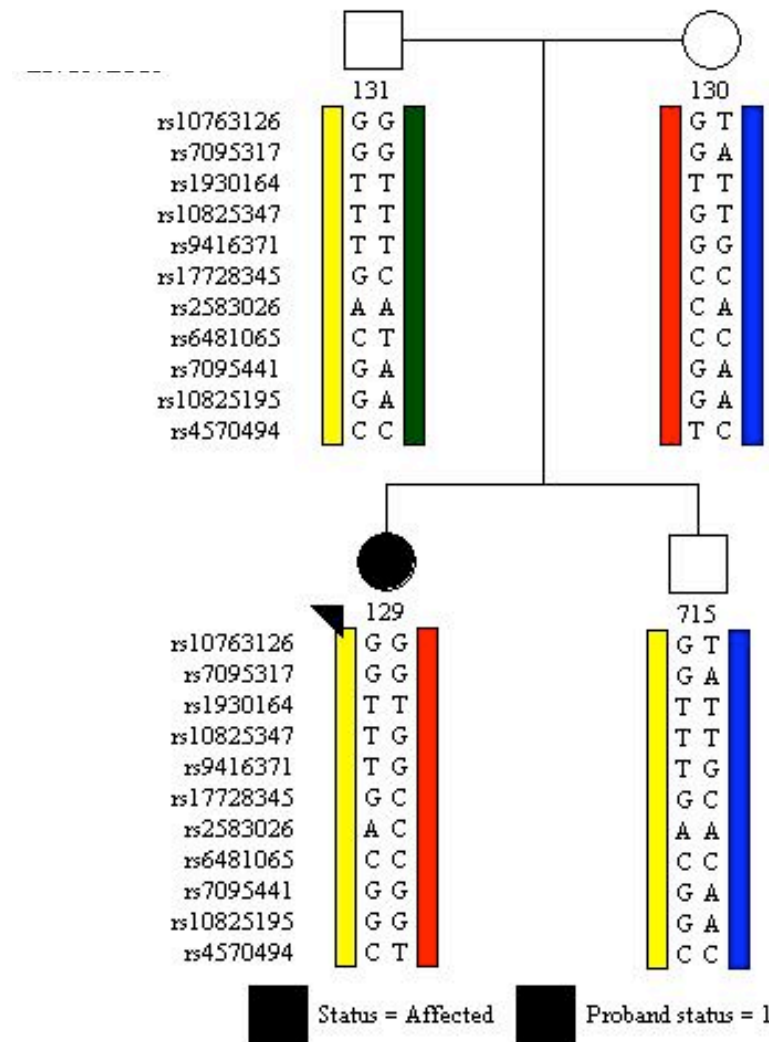 131 130
rs10763126 G G G T
rs7095317 G G G A
rs1930164 T T T T
rs10825347 T T G T
rs9416371 T T G G
rs17728345 G C C C
rs2583026 A A C A
rs6481065 C T C C
rs7095441 G A G A
rs10825195 G A G A
rs4570494 C C T C
129 715
rs10763126 G G G T
rs7095317 G G G A
rs1930164 T T T T
rs10825347 T G T T
rs9416371 T G T G
rs17728345 G C G C
rs2583026 A C A A
rs6481065 C C C C
rs7095441 G G G A
rs10825195 G G G A
rs4570494 C T C C
Status = Affected Proband status = 1